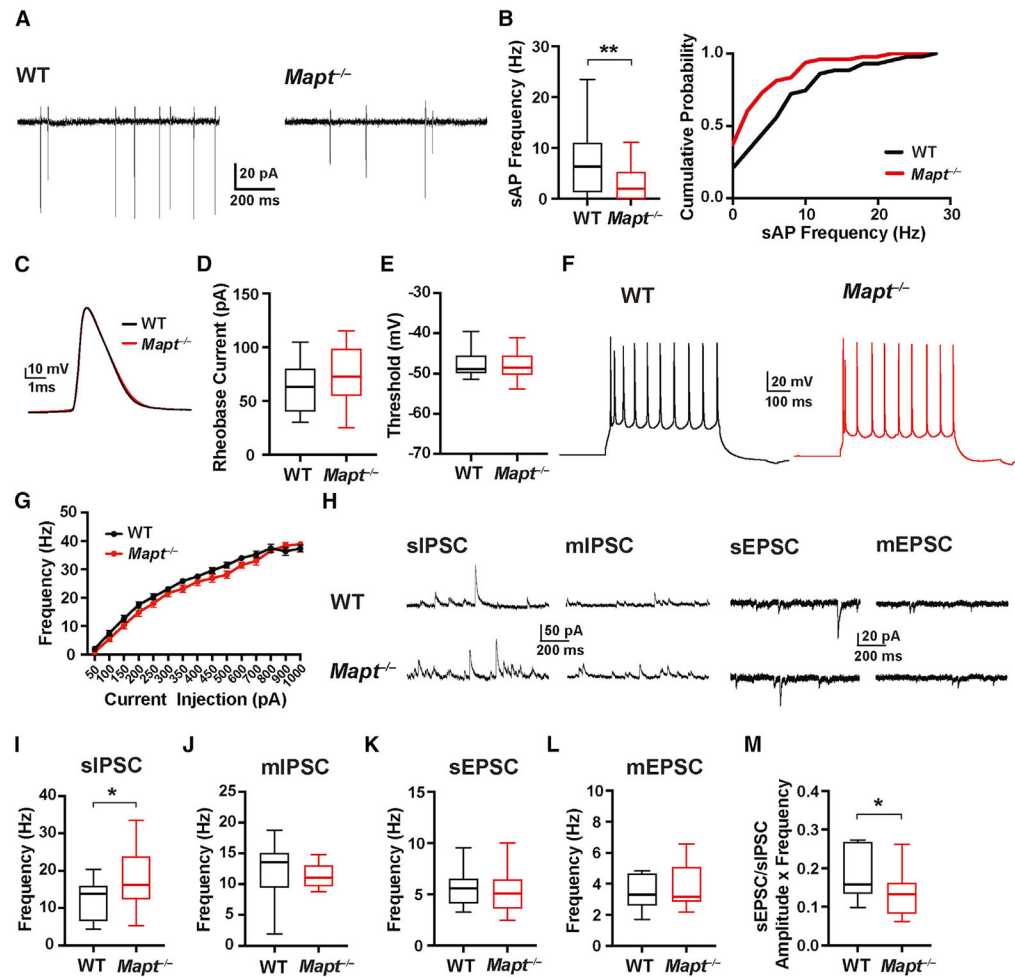 A
WT
Mapt–/–
20 pA
200 ms
B
sAP Frequency (Hz)
30
20
10
0
**
WT
Mapt–/–
Cumulative Probability
1.0
0.5
0.0
WT
Mapt–/–
0
10
20
30
sAP Frequency (Hz)
C
WT
Mapt–/–
10 mV
1ms
D
Rheobase Current (pA)
150
100
50
0
WT
Mapt–/–
E
Threshold (mV)
-30
-40
-50
-60
-70
WT
Mapt–/–
F
WT
Mapt–/–
20 mV
100 ms
G
Frequency (Hz)
50
40
30
20
10
0
WT
Mapt–/–
50
100
150
200
250
300
350
400
450
500
600
700
800
900
1000
Current Injection (pA)
H
sIPSC
mIPSC
sEPSC
mEPSC
WT
Mapt–/–
50 pA
200 ms
20 pA
200 ms
I
sIPSC
Frequency (Hz)
40
30
20
10
0
*
WT
Mapt–/–
J
mIPSC
Frequency (Hz)
25
20
15
10
5
0
WT
Mapt–/–
K
sEPSC
Frequency (Hz)
15
10
5
0
WT
Mapt–/–
L
mEPSC
Frequency (Hz)
10
8
6
4
2
0
WT
Mapt–/–
M
sEPSC/sIPSC
Amplitude x Frequency
0.4
0.3
0.2
0.1
0.0
*
WT
Mapt–/–